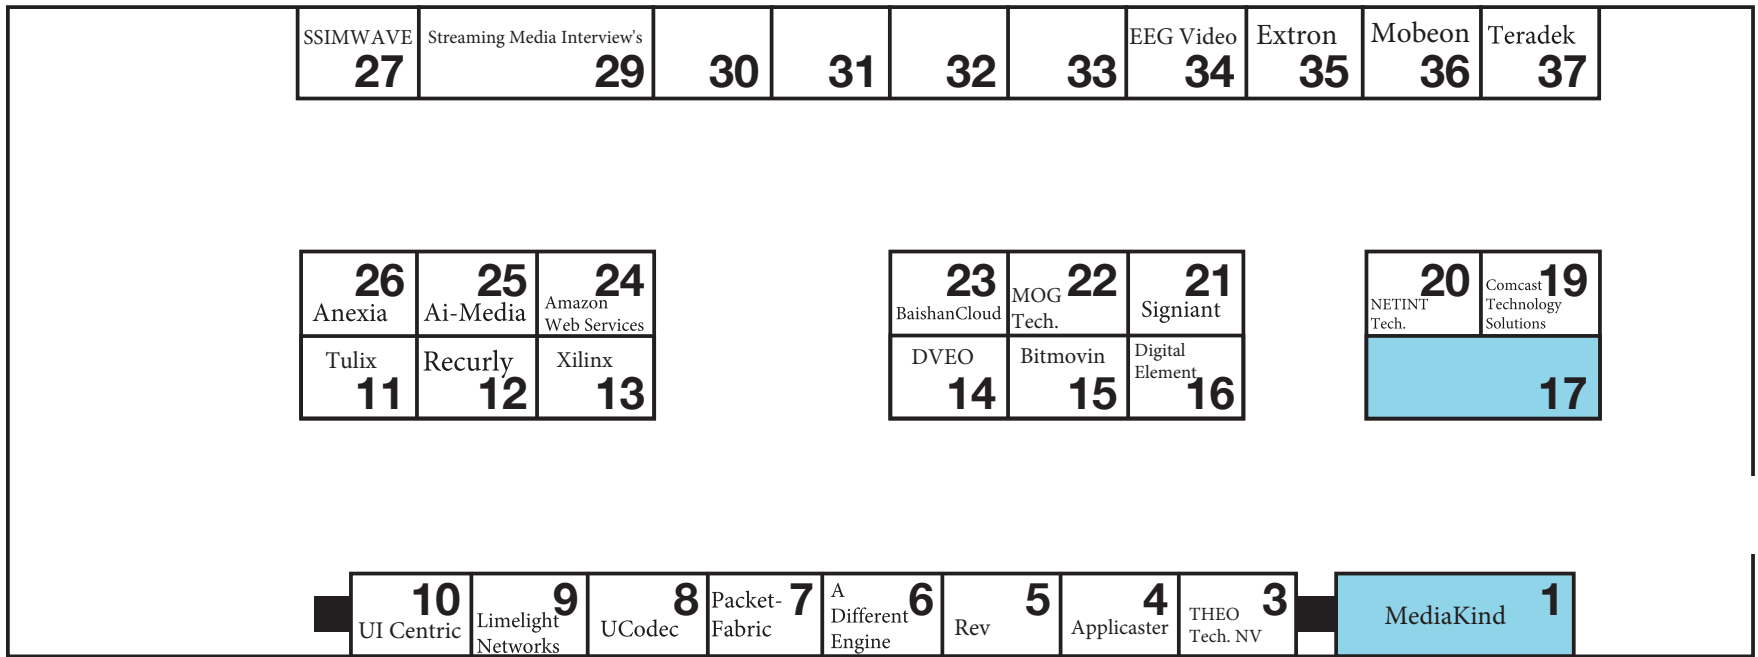 SSIMWAVE
27
Streaming Media Interview's
29
30
31
32
33
EEG Video
34
Extron
35
Mobeon
36
Teradek
37
26
Anexia
25
Ai-Media
24
Amazon
Web Services
Tulix
11
Recurly
12
Xilinx
13
23
BaishanCloud
22
MOG
Tech.
21
Signiant
DVEO
14
Bitmovin
15
Digital
Element
16
20
NETINT
Tech.
19
Comcast
Technology
Solutions
17
10
UI Centric
9
Limelight
Networks
8
UCodec
7
Packet-
Fabric
6
A
Different
Engine
5
Rev
4
Applicaster
3
THEO
Tech. NV
1
MediaKind